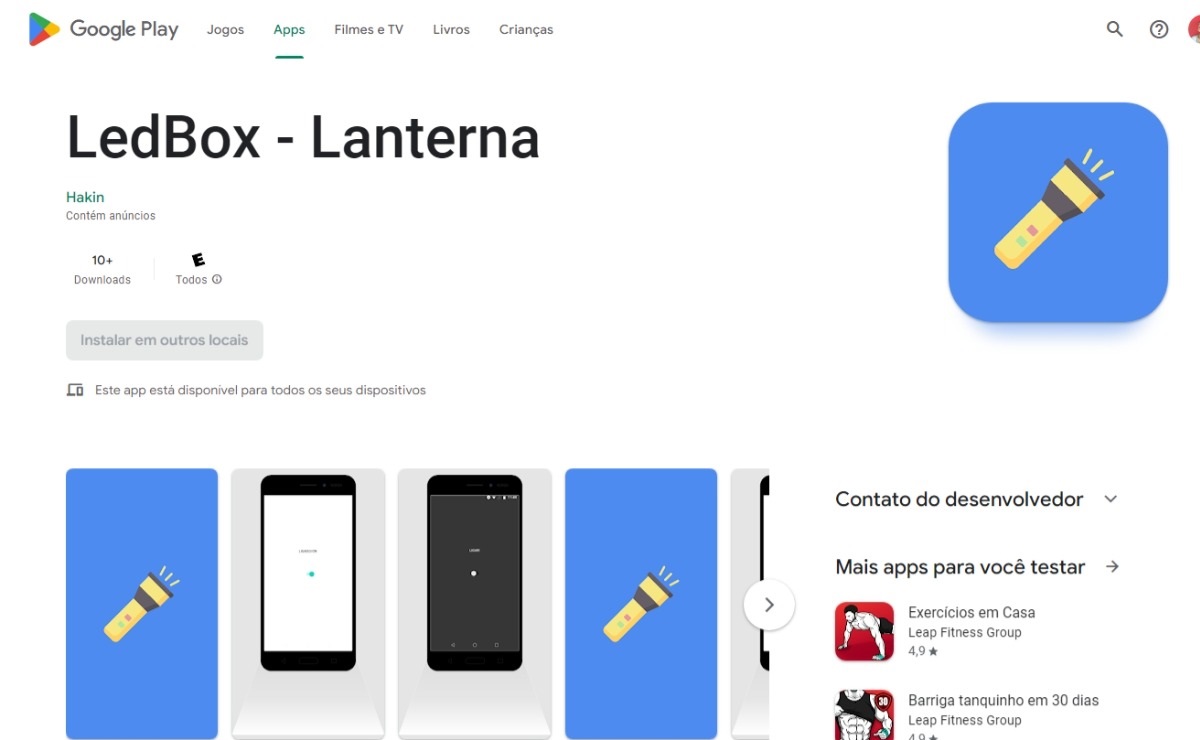 Google Play
Jogos
Apps
Filmes e TV
Livros
Crianças
LedBox - Lanterna
Hakin
Contém anúncios
10+
Downloads
E
Todos
Instalar em outros locais
Este app está disponível para todos os seus dispositivos
Contato do desenvolvedor
Mais apps para você testar
Exercícios em Casa
Leap Fitness Group
4,9 ★
30
Barriga tanquinho em 30 dias
Leap Fitness Group
4,9 ★